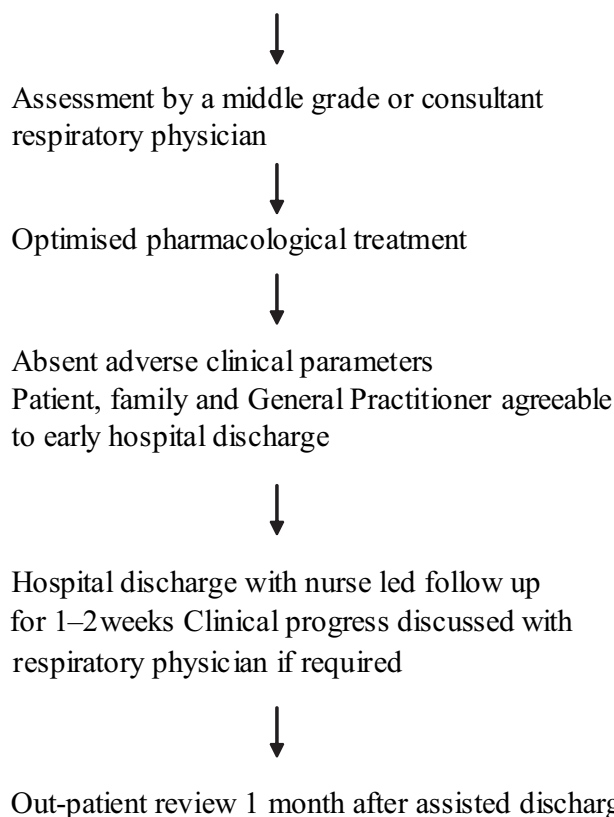 Assessment by a middle grade or consultant
respiratory physician
Optimised pharmacological treatment
Absent adverse clinical parameters
Patient, family and General Practitioner agreeable
to early hospital discharge
Hospital discharge with nurse led follow up
for 1–2weeks Clinical progress discussed with
respiratory physician if required
Out-patient review 1 month after assisted discharg